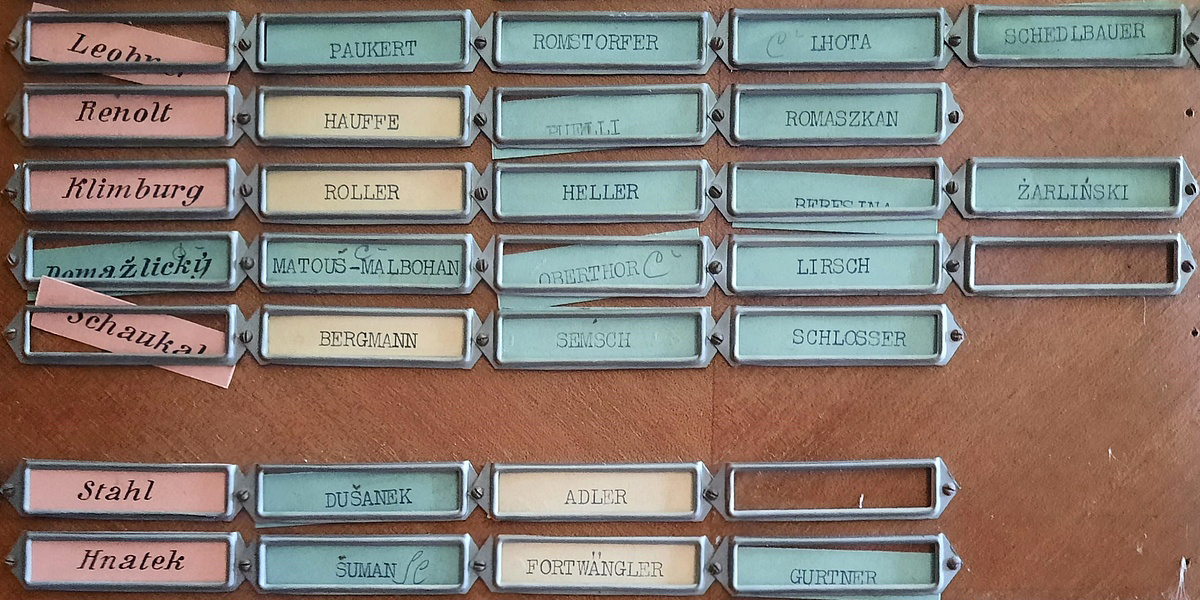 PAUKERT ROMSTORFER LHOTA SCHEDLBAUER
Renolt HAUFFE ROMASZKAN
Klimburg ROLLER HELLER BERESINA ŻARLIŃSKI
Domažlický MATOUŠ-MALBOHAN OBERTHOR LIRSCH
Schaukal BERGMANN SEMSCH SCHLOSSER
Stahl DUŠANEK ADLER
Hnatek ŠUMAN FORTWÄNGLER GURTNER